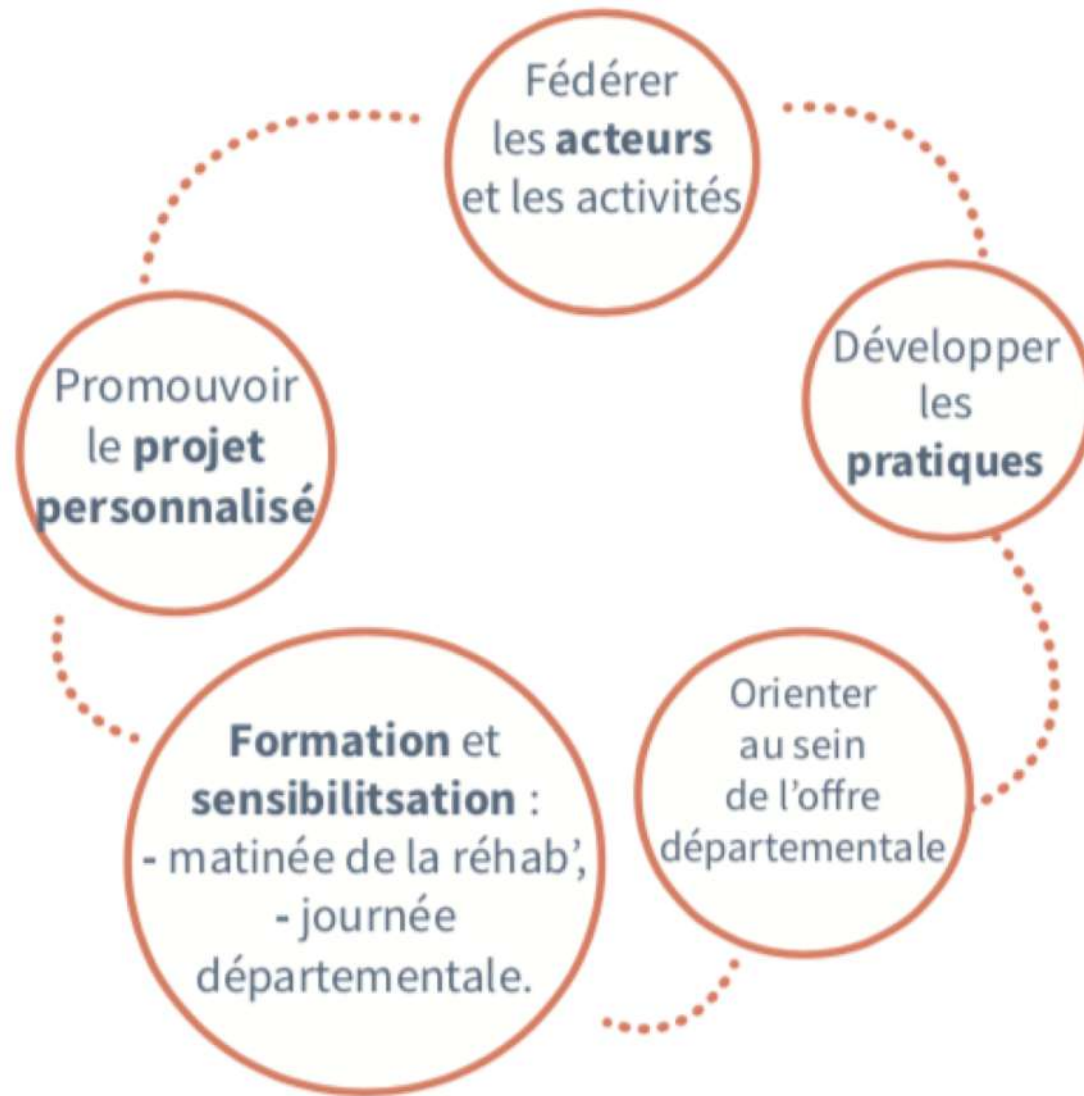 Fédérer
les acteurs
et les activités
Développer
les
pratiques
Orienter
au sein
de l’offre
départementale
Formation et
sensibilitsation :
- matinée de la réhab’,
- journée
départementale.
Promouvoir
le projet
personnalisé